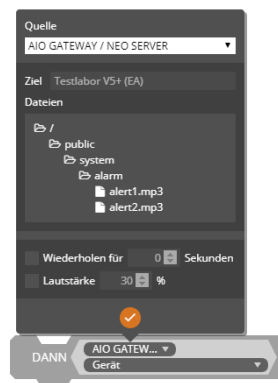 Quelle
AIO GATEWAY / NEO SERVER
Ziel Testlabor V5+ (EA)
Dateien
/
public
system
alarm
alert1.mp3
alert2.mp3
Wiederholen für 0 Sekunden
Lautstärke 30 %
DANN AIO GATEW...
Gerät